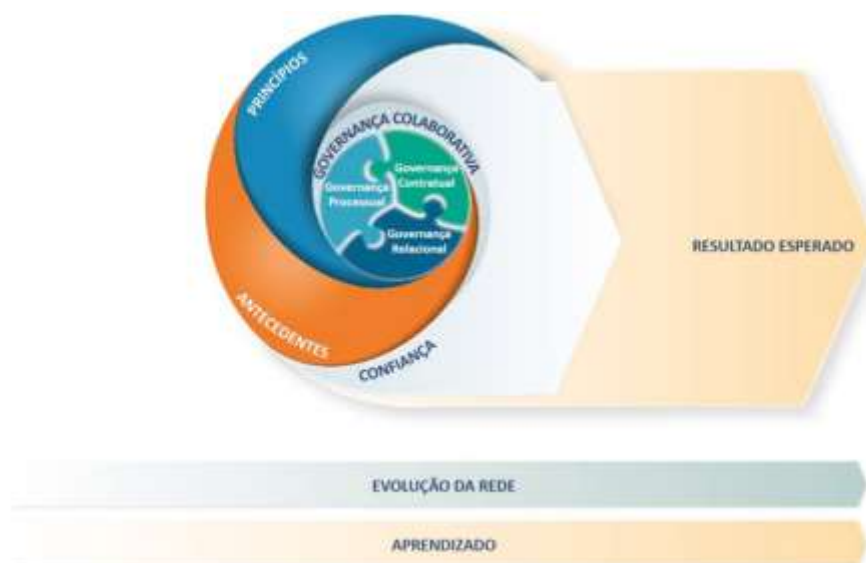 PRINCÍPIOS
GOVERNANÇA COLABORATIVA
Governança
Contratual
Governança
Processual
Governança
Relacional
RESULTADO ESPERADO
ANTECEDENTES
CONFIANÇA
EVOLUÇÃO DA REDE
APRENDIZADO